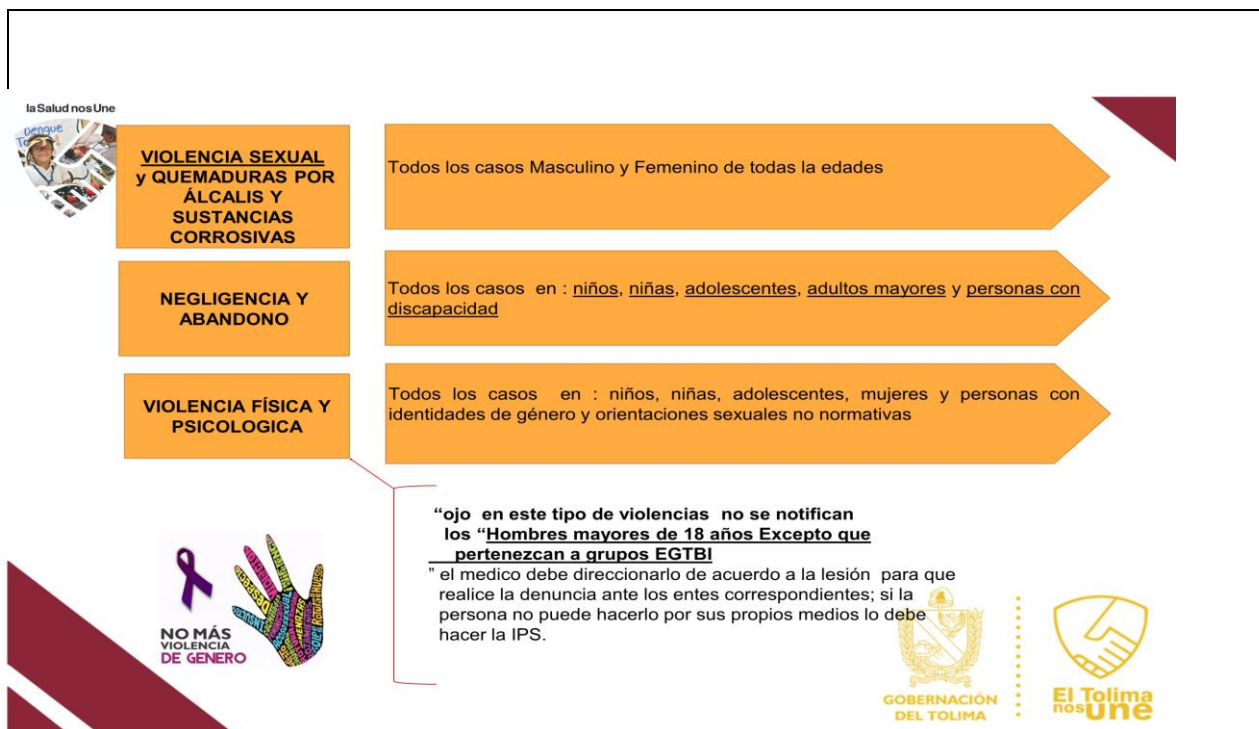 la Salud nos Une
Dengue
VIOLENCIA SEXUAL
y QUEMADURAS POR
ÁLCALIS Y
SUSTANCIAS
CORROSIVAS
Todos los casos Masculino y Femenino de todas la edades
NEGLIGENCIA Y
ABANDONO
Todos los casos en : niños, niñas, adolescentes, adultos mayores y personas con
discapacidad
VIOLENCIA FÍSICA Y
PSICOLOGICA
Todos los casos en : niños, niñas, adolescentes, mujeres y personas con
identidades de género y orientaciones sexuales no normativas
“ojo en este tipo de violencias no se notifican
los “Hombres mayores de 18 años Excepto que
pertenezcan a grupos EGTBI
” el medico debe direccionarlo de acuerdo a la lesión para que
realice la denuncia ante los entes correspondientes; si la
persona no puede hacerlo por sus propios medios lo debe
hacer la IPS.
NO MÁS
VIOLENCIA
DE GENERO
GOBERNACIÓN
DEL TOLIMA
El Tolima
nos une